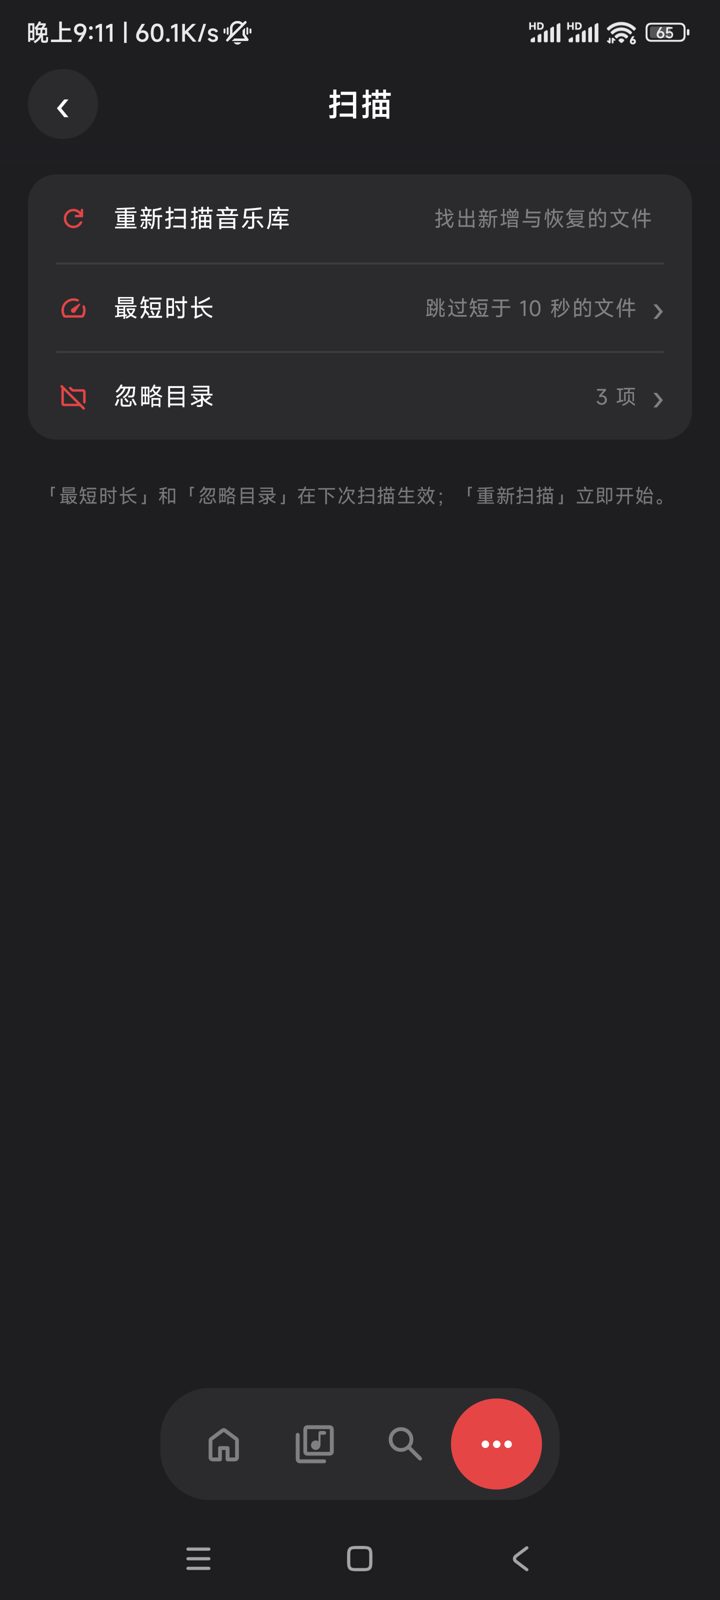 晚上9:11 | 60.1K/s
HD HD 6 65
‹ 扫描
重新扫描音乐库 找出新增与恢复的文件
最短时长 跳过短于 10 秒的文件 ›
忽略目录 3 项 ›
「最短时长」和「忽略目录」在下次扫描生效；「重新扫描」立即开始。